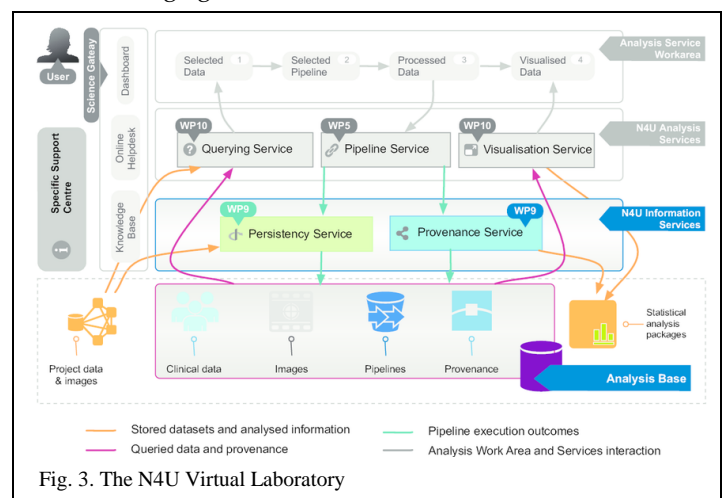 User
Science Gateay
Dashboard
Online
Helpdesk
Knowledge
Base
Specific Support
Centre
Selected
Data
1
Selected
Pipeline
2
Processed
Data
3
Visualised
Data
4
Analysis Service
Workarea
WP10
Querying Service
WP5
Pipeline Service
WP10
Visualisation Service
N4U Analysis
Services
WP9
Persistency Service
WP9
Provenance Service
N4U Information
Services
Project data
& images
Clinical data
Images
Pipelines
Provenance
Statistical
analysis
packages
Analysis Base
Stored datasets and analysed information
Pipeline execution outcomes
Queried data and provenance
Analysis Work Area and Services interaction
Fig. 3. The N4U Virtual Laboratory